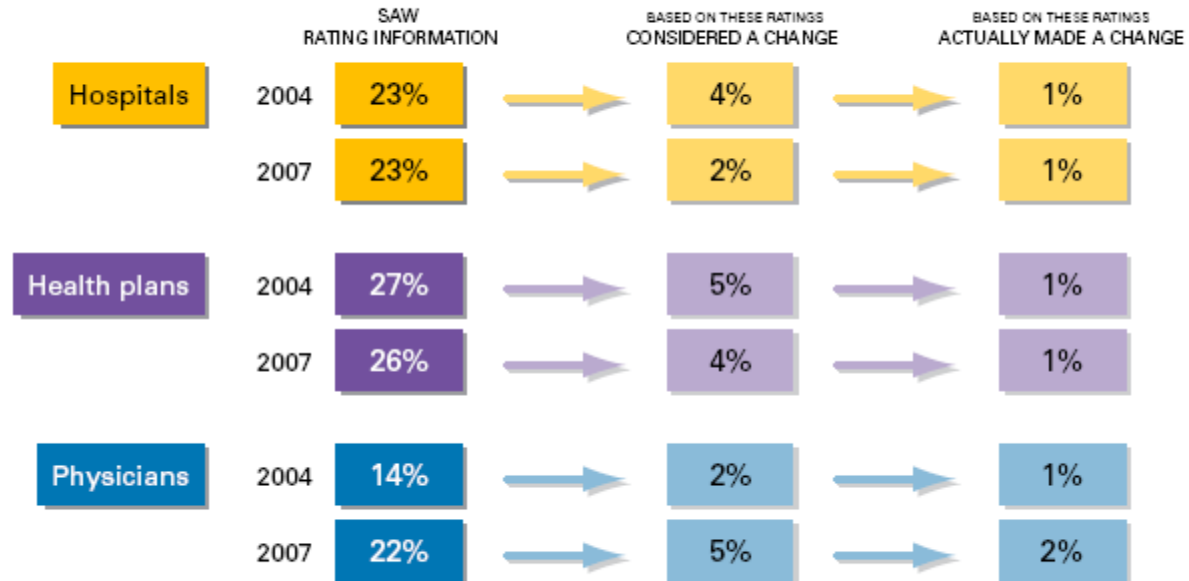 SAW
RATING INFORMATION
BASED ON THESE RATINGS
CONSIDERED A CHANGE
BASED ON THESE RATINGS
ACTUALLY MADE A CHANGE
Hospitals 2004 23% 4% 1%
2007 23% 2% 1%
Health plans 2004 27% 5% 1%
2007 26% 4% 1%
Physicians 2004 14% 2% 1%
2007 22% 5% 2%